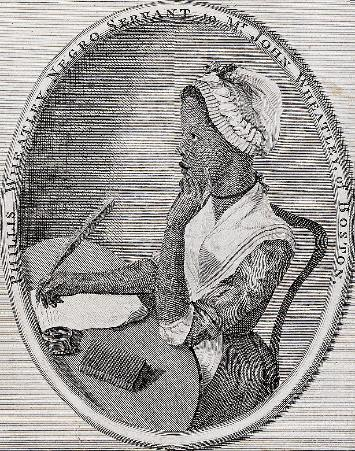 PHILLIS WHEATLEY NEGRO SERVANT to Mr. JOHN WHEATLEY, of BOSTON.